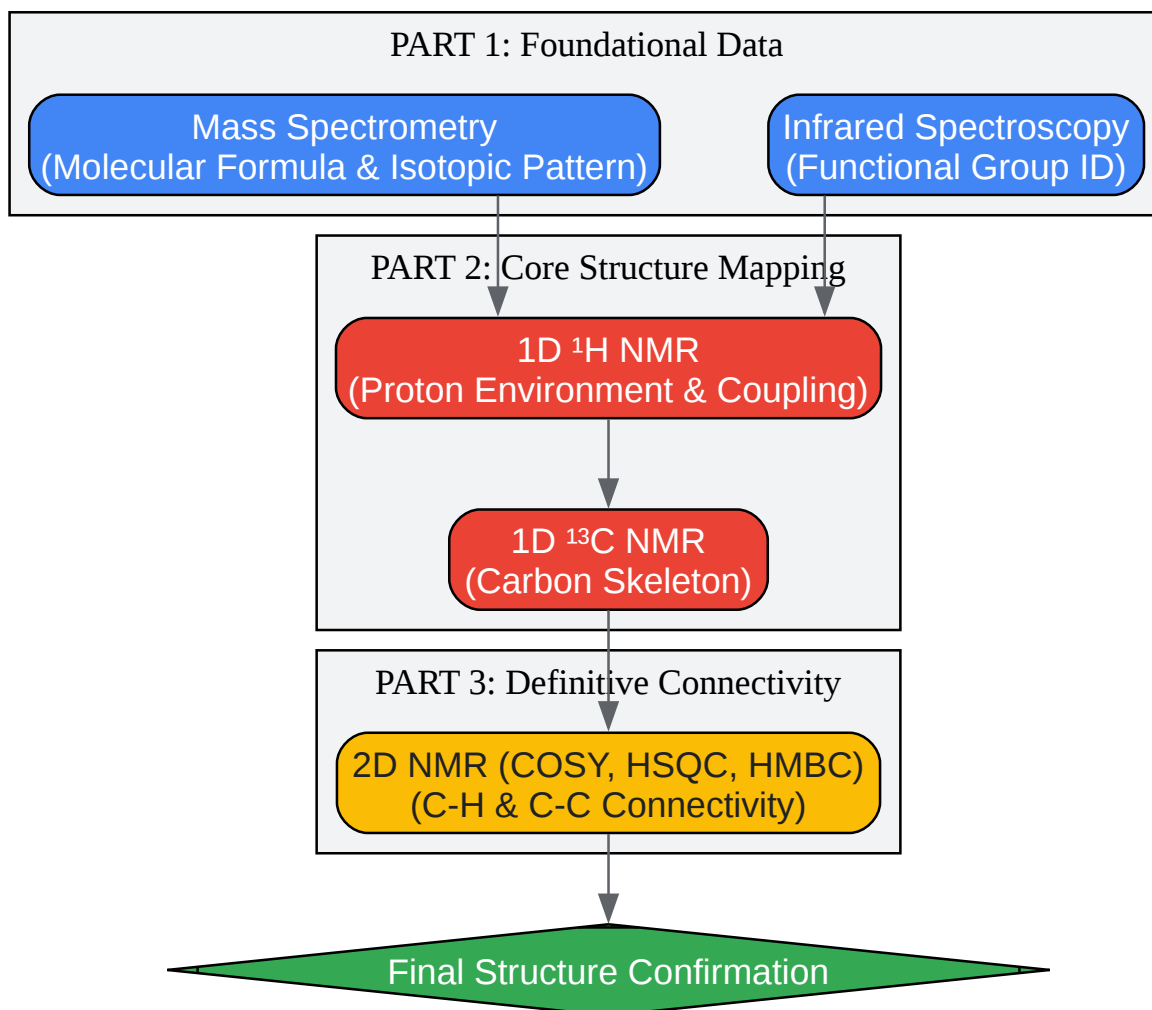 PART 1: Foundational Data
Mass Spectrometry
(Molecular Formula & Isotopic Pattern)
Infrared Spectroscopy
(Functional Group ID)
PART 2: Core Structure Mapping
1D ¹H NMR
(Proton Environment & Coupling)
1D ¹³C NMR
(Carbon Skeleton)
PART 3: Definitive Connectivity
2D NMR (COSY, HSQC, HMBC)
(C-H & C-C Connectivity)
Final Structure Confirmation